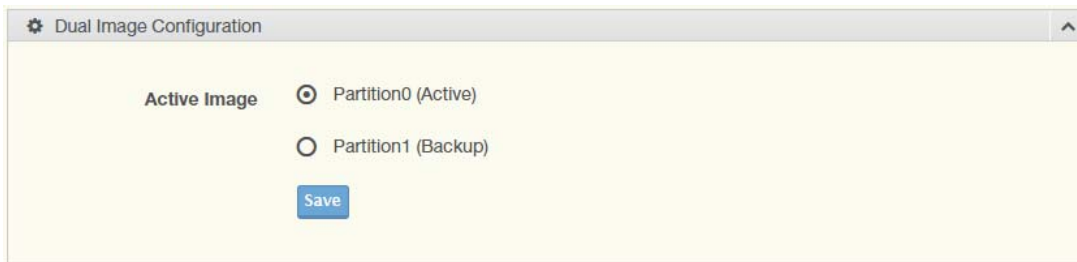 Dual Image Configuration
Active Image Partition0 (Active)
Partition1 (Backup)
Save